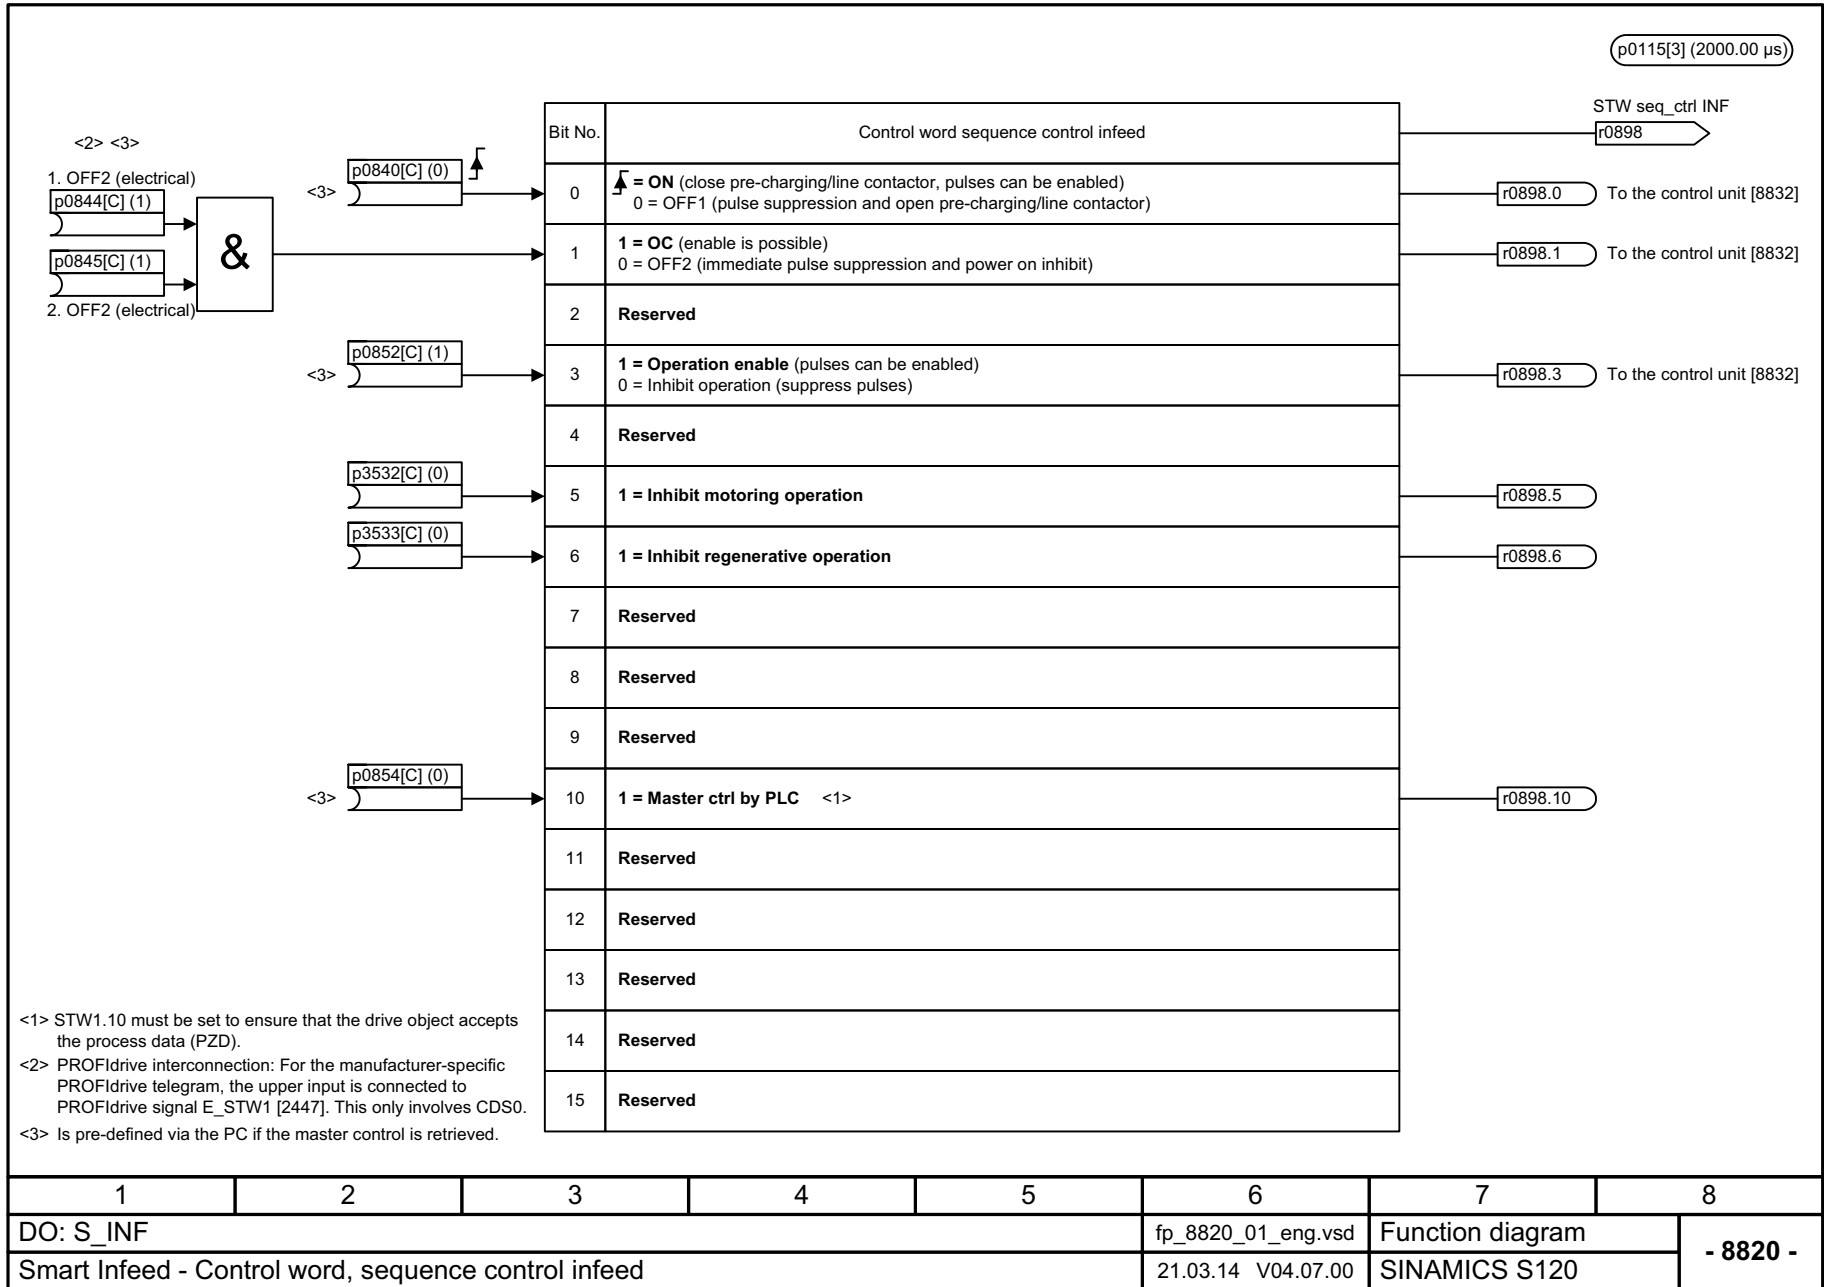 p0115[3] (2000.00 µs)
STW seq_ctrl INF
r0898
Bit No. Control word sequence control infeed
<2> <3>
1. OFF2 (electrical)
p0844[C] (1)
&
p0845[C] (1)
2. OFF2 (electrical)
<3> p0840[C] (0)
0 = ON (close pre-charging/line contactor, pulses can be enabled)
0 = OFF1 (pulse suppression and open pre-charging/line contactor)
r0898.0 To the control unit [8832]
1 1 = OC (enable is possible)
0 = OFF2 (immediate pulse suppression and power on inhibit)
r0898.1 To the control unit [8832]
2 Reserved
<3> p0852[C] (1)
3 1 = Operation enable (pulses can be enabled)
0 = Inhibit operation (suppress pulses)
r0898.3 To the control unit [8832]
4 Reserved
p3532[C] (0)
5 1 = Inhibit motoring operation
r0898.5
p3533[C] (0)
6 1 = Inhibit regenerative operation
r0898.6
7 Reserved
8 Reserved
9 Reserved
<3> p0854[C] (0)
10 1 = Master ctrl by PLC <1>
r0898.10
11 Reserved
12 Reserved
13 Reserved
14 Reserved
15 Reserved
<1> STW1.10 must be set to ensure that the drive object accepts
the process data (PZD).
<2> PROFIdrive interconnection: For the manufacturer-specific
PROFIdrive telegram, the upper input is connected to
PROFIdrive signal E_STW1 [2447]. This only involves CDS0.
<3> Is pre-defined via the PC if the master control is retrieved.
1 2 3 4 5 6 7 8
DO: S_INF fp_8820_01_eng.vsd Function diagram - 8820 -
Smart Infeed - Control word, sequence control infeed 21.03.14 V04.07.00 SINAMICS S120